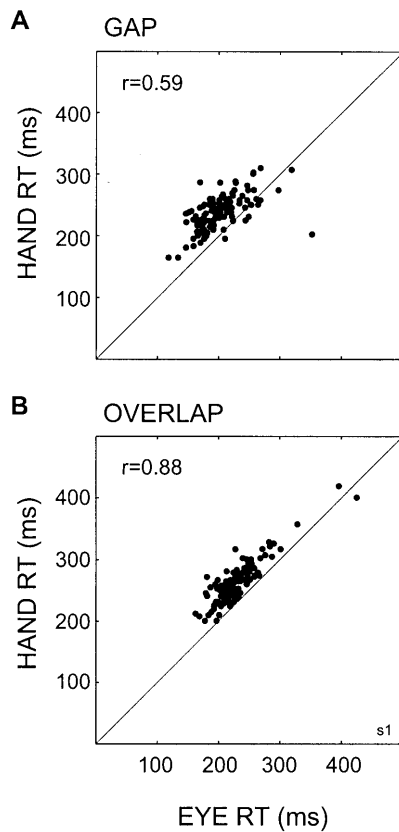 A
GAP
r=0.59
400
300
200
100
HAND RT (ms)
B
OVERLAP
r=0.88
400
300
200
100
HAND RT (ms)
s1
100 200 300 400
EYE RT (ms)